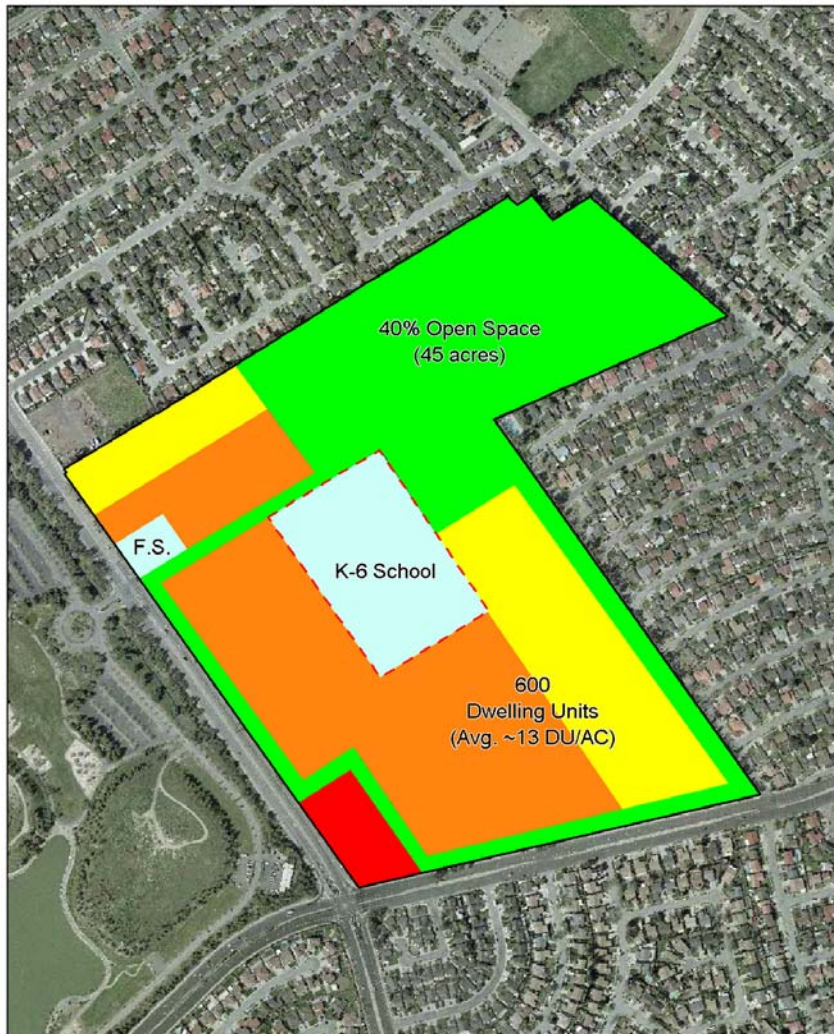 40% Open Space
(45 acres)
F.S.
K-6 School
600
Dwelling Units
(Avg. ~13 DU/AC)